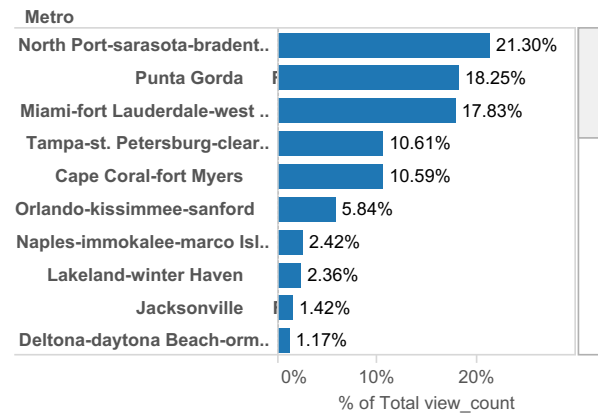 Metro
North Port-sarasota-bradent.. 21.30%
Punta Gorda 18.25%
Miami-fort Lauderdale-west .. 17.83%
Tampa-st. Petersburg-clear.. 10.61%
Cape Coral-fort Myers 10.59%
Orlando-kissimmee-sanford 5.84%
Naples-immokalee-marco Isl.. 2.42%
Lakeland-winter Haven 2.36%
Jacksonville 1.42%
Deltona-daytona Beach-orm.. 1.17%
0% 10% 20%
% of Total view_count